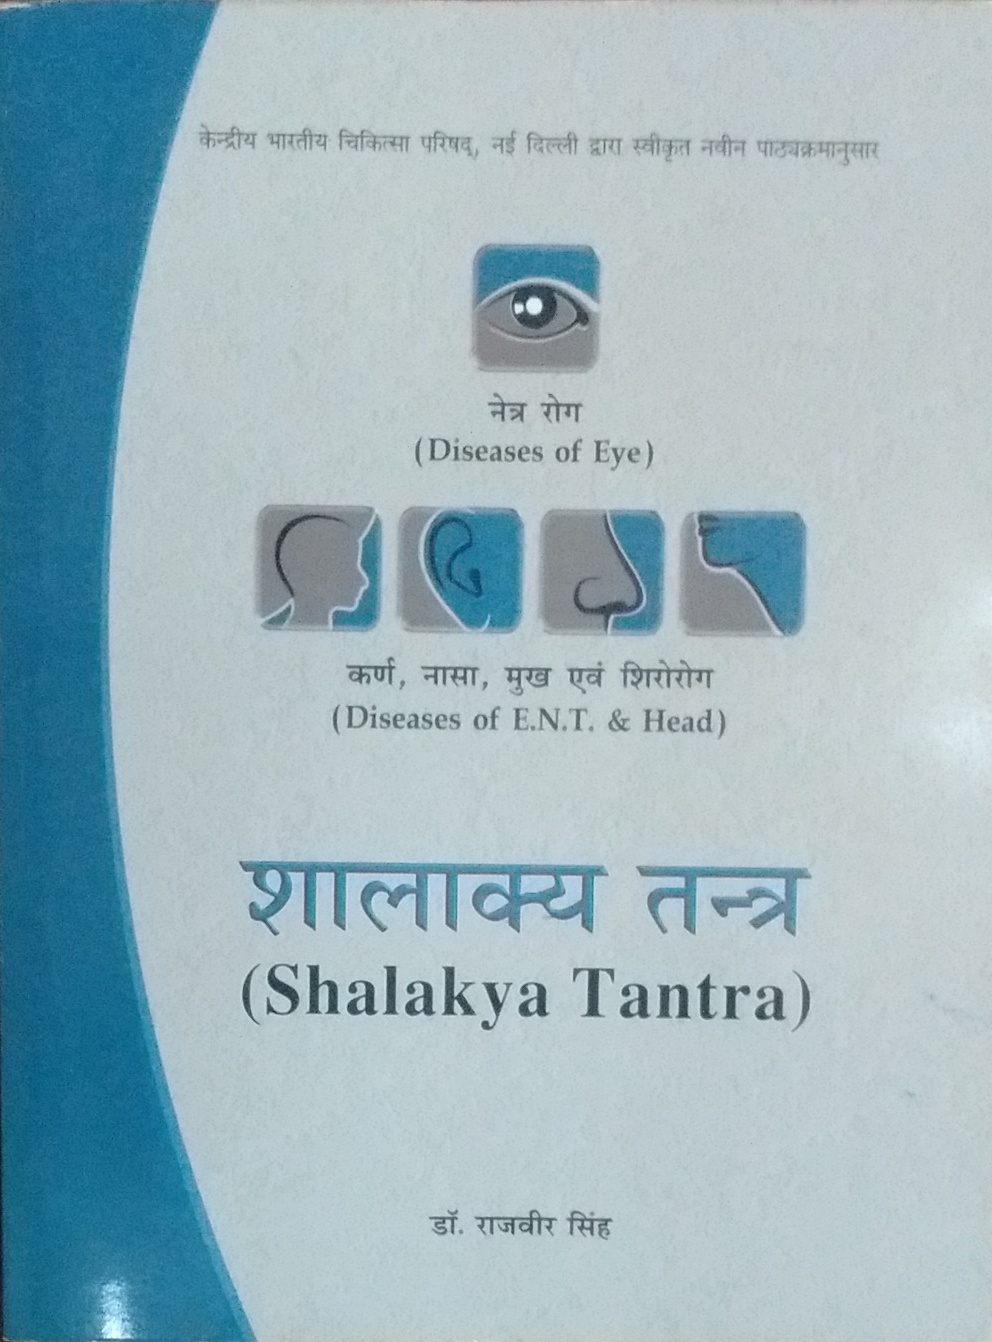 केन्द्रीय भारतीय चिकित्सा परिषद्, नई दिल्ली द्वारा स्वीकृत नवीन पाठ्यक्रमानुसार
नेत्र रोग
(Diseases of Eye)
कर्ण, नासा, मुख एवं शिरोरोग
(Diseases of E.N.T. & Head)
शालाक्य तन्त्र
(Shalakya Tantra)
डॉ. राजवीर सिंह